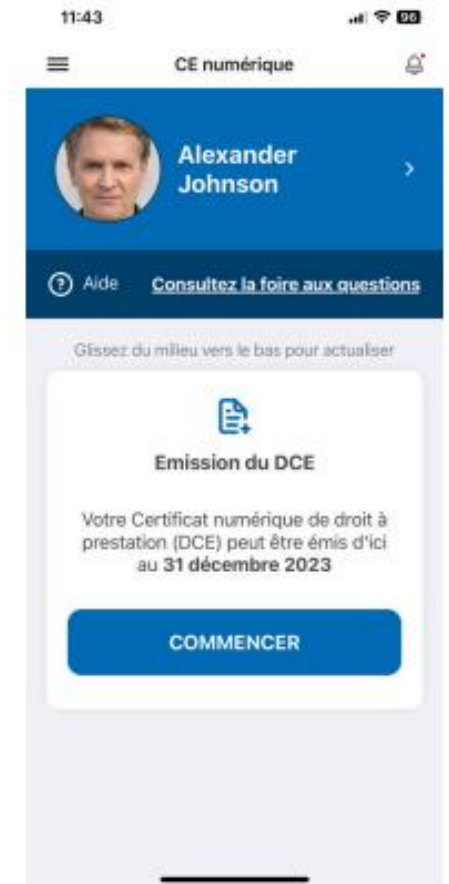 11:43
96
CE numérique
Alexander
Johnson
Aide Consultez la foire aux questions
Glissez du milieu vers le bas pour actualiser
Emission du DCE
Votre Certificat numérique de droit à
prestation (DCE) peut être émis d'ici
au 31 décembre 2023
COMMENCER